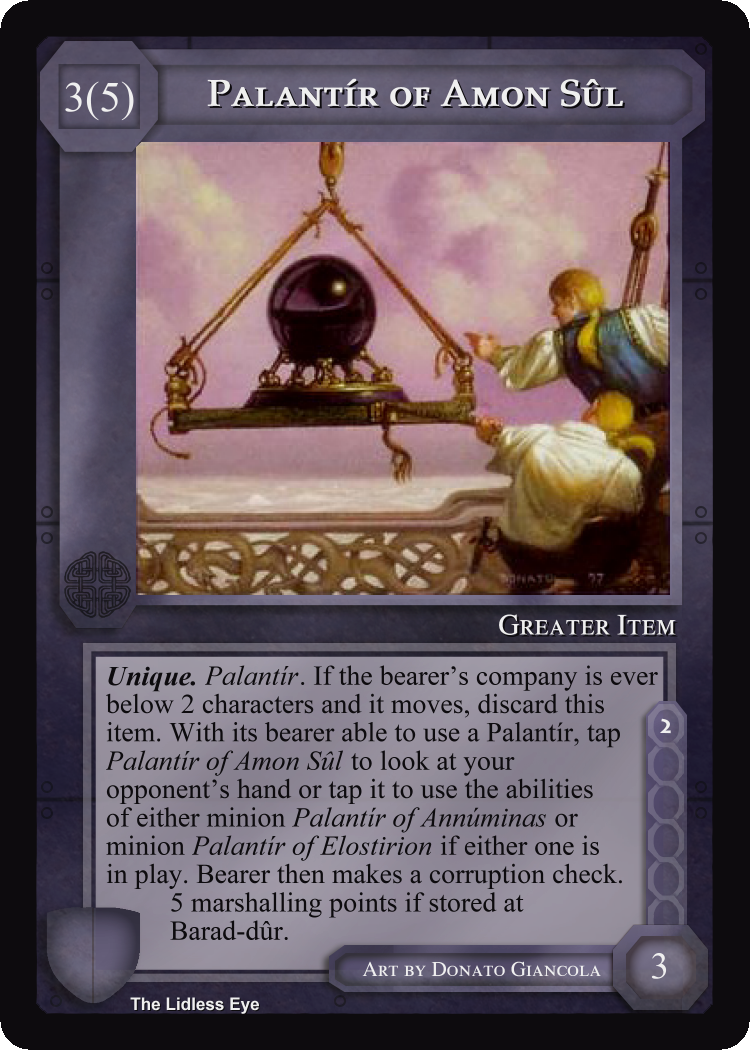 3(5)
Palantír of Amon Sûl
DONATO 97
Greater Item
Unique. Palantír. If the bearer's company is ever
below 2 characters and it moves, discard this
item. With its bearer able to use a Palantír, tap
Palantír of Amon Sûl to look at your
opponent's hand or tap it to use the abilities
of either minion Palantír of Annúminas or
minion Palantír of Elostirion if either one is
in play. Bearer then makes a corruption check.
5 marshalling points if stored at
Barad-dûr.
2
Art by Donato Giancola
3
The Lidless Eye